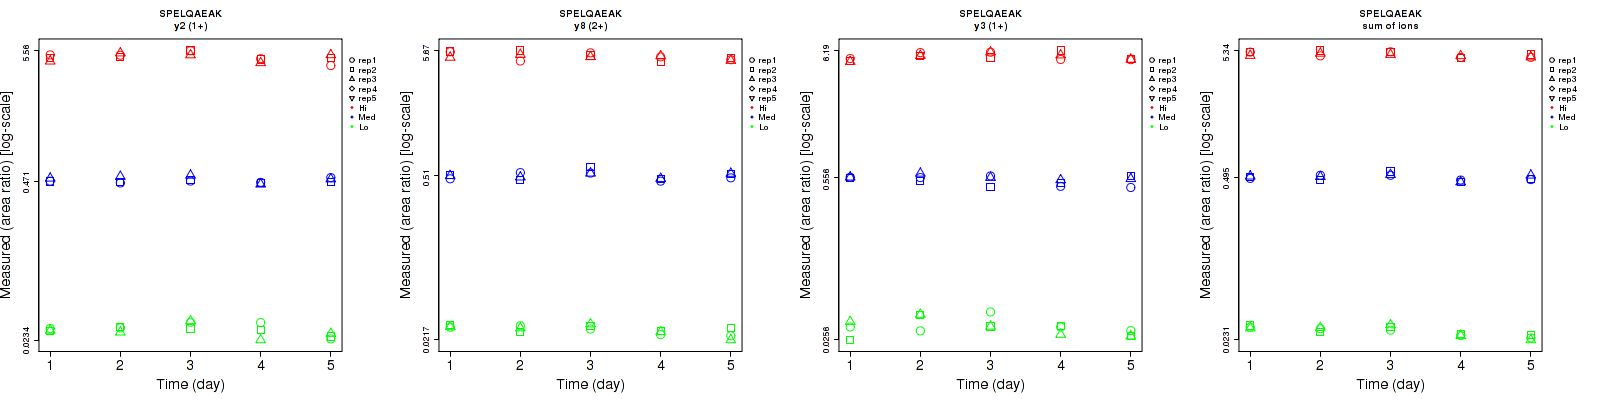 SPELQAEAK
y2 (1+)
Measured (area ratio) [log-scale]
5.56
0.471
0.0234
1 2 3 4 5
Time (day)
rep1
rep2
rep3
rep4
rep5
Hi
Med
Lo
SPELQAEAK
y8 (2+)
Measured (area ratio) [log-scale]
5.67
0.51
0.0217
1 2 3 4 5
Time (day)
rep1
rep2
rep3
rep4
rep5
Hi
Med
Lo
SPELQAEAK
y3 (1+)
Measured (area ratio) [log-scale]
6.19
0.556
0.0256
1 2 3 4 5
Time (day)
rep1
rep2
rep3
rep4
rep5
Hi
Med
Lo
SPELQAEAK
sum of ions
Measured (area ratio) [log-scale]
5.34
0.495
0.0231
1 2 3 4 5
Time (day)
rep1
rep2
rep3
rep4
rep5
Hi
Med
Lo